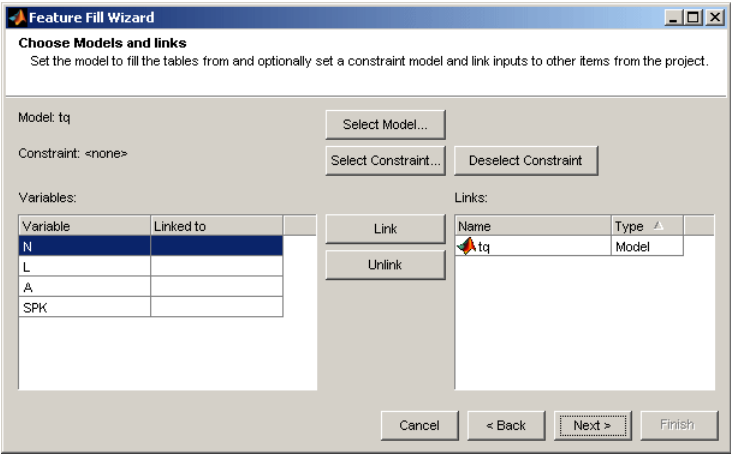 Feature Fill Wizard
Choose Models and links
Set the model to fill the tables from and optionally set a constraint model and link inputs to other items from the project.
Model: tq
Select Model...
Constraint: <none>
Select Constraint...
Deselect Constraint
Variables:
Links:
Variable Linked to
N
L
A
SPK
Link
Unlink
Name Type
tq Model
Cancel
< Back
Next >
Finish